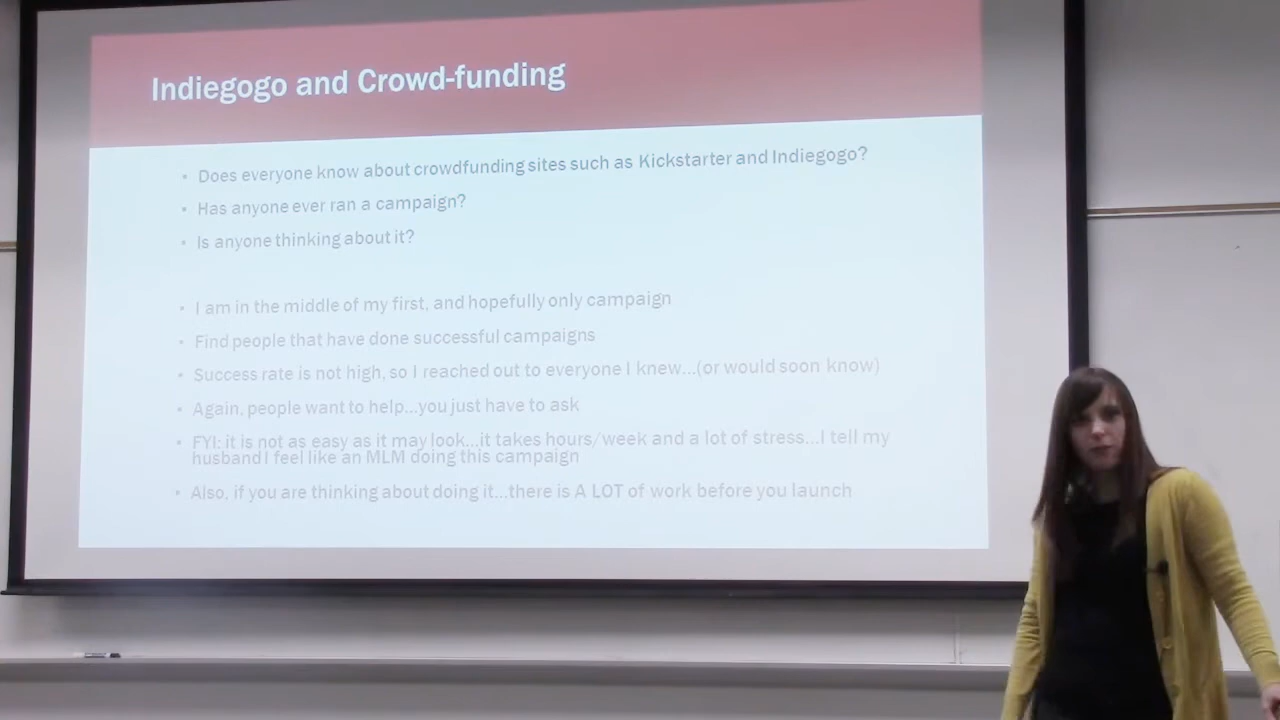 Indiegogo and Crowd-funding
Does everyone know about crowdfunding sites such as Kickstarter and Indiegogo?
Has anyone ever ran a campaign?
Is anyone thinking about it?
I am in the middle of my first, and hopefully only campaign
Find people that have done successful campaigns
Success rate is not high, so I reached out to everyone I knew...(or would soon know)
Again, people want to help...you just have to ask
FYI: it is not as easy as it may look...it takes hours/week and a lot of stress...I tell my
husband I feel like an MLM doing this campaign
Also, if you are thinking about doing it...there is A LOT of work before you launch